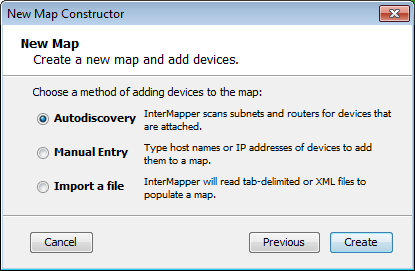 New Map Constructor
New Map
Create a new map and add devices.
Choose a method of adding devices to the map:
Autodiscovery InterMapper scans subnets and routers for devices
that are attached.
Manual Entry Type host names or IP addresses of devices to add
them to a map.
Import a file InterMapper will read tab-delimited or XML files to
populate a map.
Cancel Previous Create